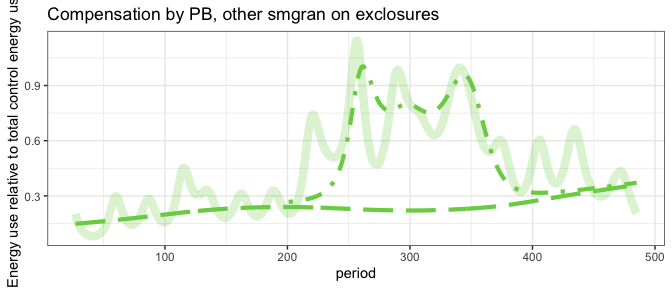 Compensation by PB, other smgran on exclosures
Energy use relative to total control energy us
0.9
0.6
0.3
100
200
300
400
500
period